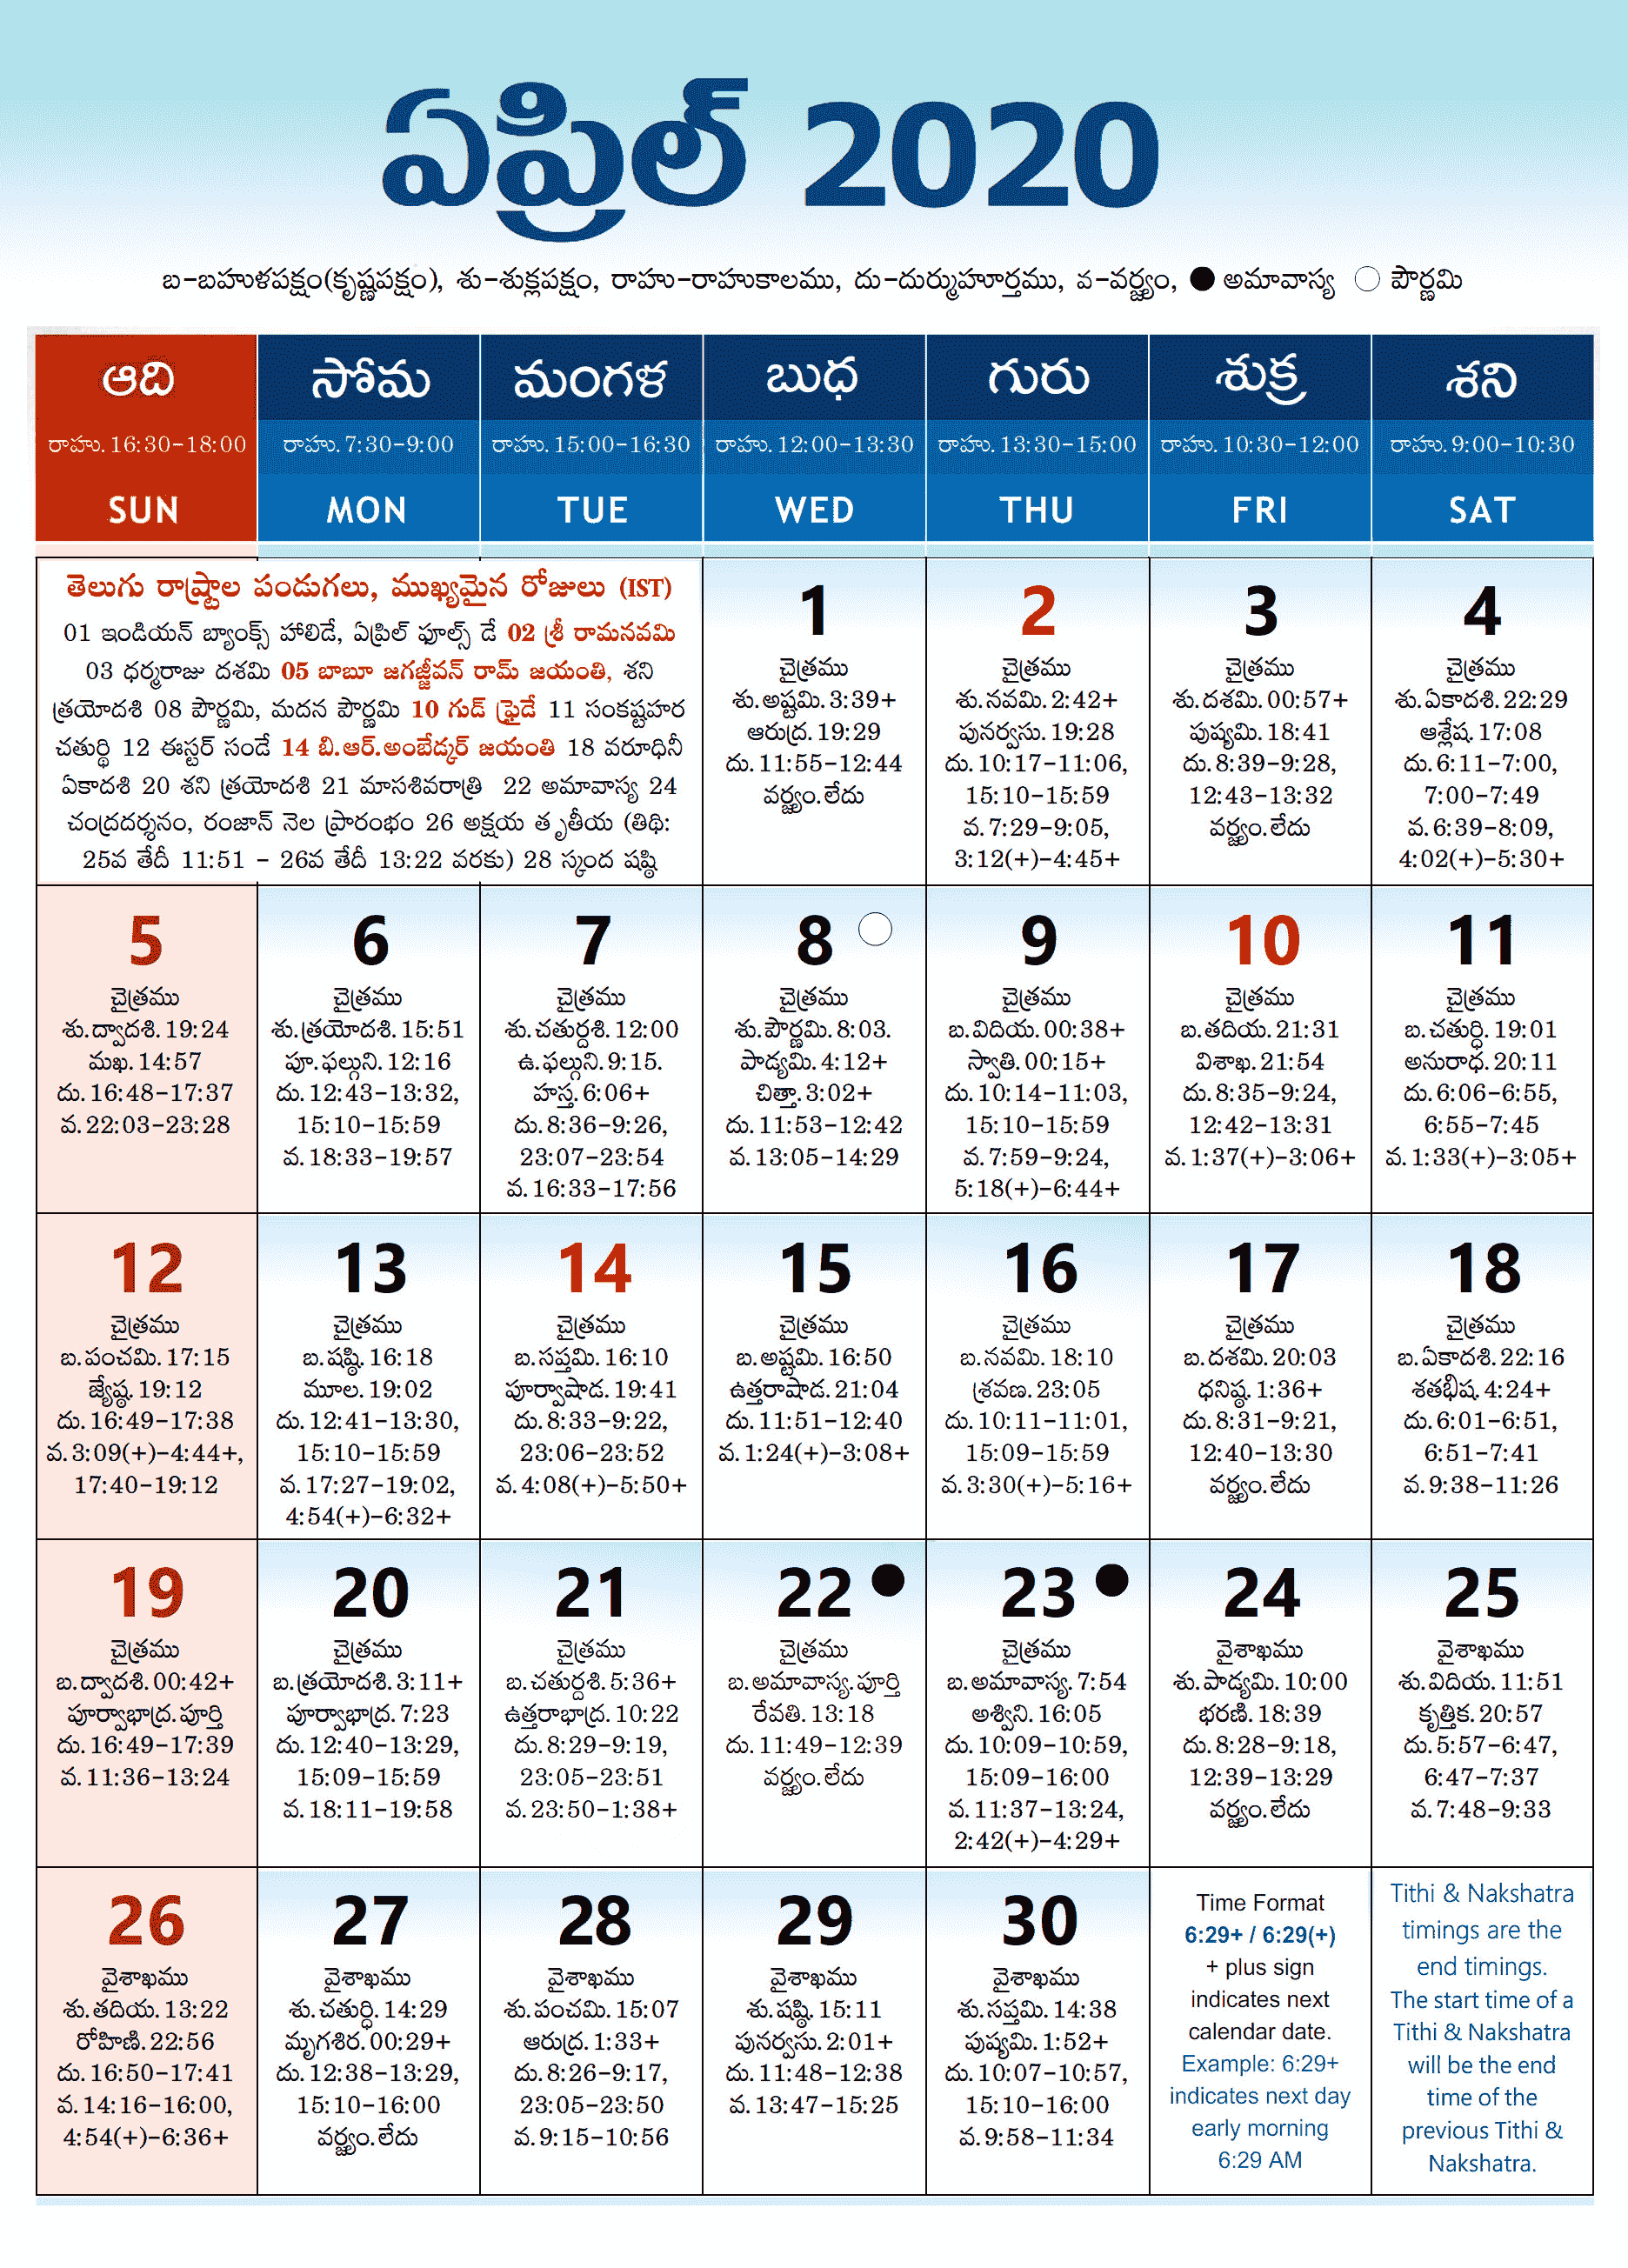 ఏప్రిల్ 2020
బ-బహుళపక్షం(కృష్ణపక్షం), శు-శుక్లపక్షం, రాహు-రాహుకాలము, దు-దుర్ముహూర్తము, వ-వర్జ్యం, ● అమావాస్య ○ పౌర్ణమి
ఆది సోమ మంగళ బుధ గురు శుక్ర శని
రాహు.16:30-18:00 రాహు.7:30-9:00 రాహు.15:00-16:30 రాహు.12:00-13:30 రాహు.13:30-15:00 రాహు.10:30-12:00 రాహు.9:00-10:30
SUN MON TUE WED THU FRI SAT
తెలుగు రాష్ట్రాల పండుగలు, ముఖ్యమైన రోజులు (IST)
01 ఇండియన్ బ్యాంక్స్ హాలిడే, ఏప్రిల్ ఫూల్స్ డే 02 శ్రీ రామనవమి
03 ధర్మరాజు దశమి 05 బాబూ జగజ్జీవన్ రామ్ జయంతి, శని
త్రయోదశి 08 పౌర్ణమి, మదన పౌర్ణమి 10 గుడ్ ఫ్రైడే 11 సంకష్టహర
చతుర్థి 12 ఈస్టర్ సండే 14 బి.ఆర్.అంబేడ్కర్ జయంతి 18 వరూధినీ
ఏకాదశి 20 శని త్రయోదశి 21 మాసశివరాత్రి 22 అమావాస్య 24
చంద్రదర్శనం, రంజాన్ నెల ప్రారంభం 26 అక్షయ తృతీయ (తిథి:
25వ తేదీ 11:51 - 26వ తేదీ 13:22 వరకు) 28 స్కంద షష్ఠి
1
చైత్రము
శు.అష్టమి.3:39+
ఆరుద్ర.19:29
దు.11:55-12:44
వర్జ్యం.లేదు
2
చైత్రము
శు.నవమి.2:42+
పునర్వసు.19:28
దు.10:17-11:06,
15:10-15:59
వ.7:29-9:05,
3:12(+)-4:45+
3
చైత్రము
శు.దశమి.00:57+
పుష్యమి.18:41
దు.8:39-9:28,
12:43-13:32
వర్జ్యం.లేదు
4
చైత్రము
శు.ఏకాదశి.22:29
ఆశ్లేష.17:08
దు.6:11-7:00,
7:00-7:49
వ.6:39-8:09,
4:02(+)-5:30+
5
చైత్రము
శు.ద్వాదశి.19:24
మఖ.14:57
దు.16:48-17:37
వ.22:03-23:28
6
చైత్రము
శు.త్రయోదశి.15:51
పూ.ఫల్గుని.12:16
దు.12:43-13:32,
15:10-15:59
వ.18:33-19:57
7
చైత్రము
శు.చతుర్దశి.12:00
ఉ.ఫల్గుని.9:15.
హస్త.6:06+
దు.8:36-9:26,
23:07-23:54
వ.16:33-17:56
8
చైత్రము
శు.పౌర్ణమి.8:03.
పాడ్యమి.4:12+
చిత్తా.3:02+
దు.11:53-12:42
వ.13:05-14:29
9
చైత్రము
బ.విదియ.00:38+
స్వాతి.00:15+
దు.10:14-11:03,
15:10-15:59
వ.7:59-9:24,
5:18(+)-6:44+
10
చైత్రము
బ.తదియ.21:31
విశాఖ.21:54
దు.8:35-9:24,
12:42-13:31
వ.1:37(+)-3:06+
11
చైత్రము
బ.చతుర్థి.19:01
అనురాధ.20:11
దు.6:06-6:55,
6:55-7:45
వ.1:33(+)-3:05+
12
చైత్రము
బ.పంచమి.17:15
జ్యేష్ఠ.19:12
దు.16:49-17:38
వ.3:09(+)-4:44+,
17:40-19:12
13
చైత్రము
బ.షష్ఠి.16:18
మూల.19:02
దు.12:41-13:30,
15:10-15:59
వ.17:27-19:02,
4:54(+)-6:32+
14
చైత్రము
బ.సప్తమి.16:10
పూర్వాషాడ.19:41
దు.8:33-9:22,
23:06-23:52
వ.4:08(+)-5:50+
15
చైత్రము
బ.అష్టమి.16:50
ఉత్తరాషాడ.21:04
దు.11:51-12:40
వ.1:24(+)-3:08+
16
చైత్రము
బ.నవమి.18:10
శ్రవణ.23:05
దు.10:11-11:01,
15:09-15:59
వ.3:30(+)-5:16+
17
చైత్రము
బ.దశమి.20:03
ధనిష్ఠ.1:36+
దు.8:31-9:21,
12:40-13:30
వర్జ్యం.లేదు
18
చైత్రము
బ.ఏకాదశి.22:16
శతభిష.4:24+
దు.6:01-6:51,
6:51-7:41
వ.9:38-11:26
19
చైత్రము
బ.ద్వాదశి.00:42+
పూర్వాభాద్ర.పూర్తి
దు.16:49-17:39
వ.11:36-13:24
20
చైత్రము
బ.త్రయోదశి.3:11+
పూర్వాభాద్ర.7:23
దు.12:40-13:29,
15:09-15:59
వ.18:11-19:58
21
చైత్రము
బ.చతుర్దశి.5:36+
ఉత్తరాభాద్ర.10:22
దు.8:29-9:19,
23:05-23:51
వ.23:50-1:38+
22
చైత్రము
బ.అమావాస్య.పూర్తి
రేవతి.13:18
దు.11:49-12:39
వర్జ్యం.లేదు
23
చైత్రము
బ.అమావాస్య.7:54
అశ్విని.16:05
దు.10:09-10:59,
15:09-16:00
వ.11:37-13:24,
2:42(+)-4:29+
24
వైశాఖము
శు.పాడ్యమి.10:00
భరణి.18:39
దు.8:28-9:18,
12:39-13:29
వర్జ్యం.లేదు
25
వైశాఖము
శు.విదియ.11:51
కృత్తిక.20:57
దు.5:57-6:47,
6:47-7:37
వ.7:48-9:33
26
వైశాఖము
శు.తదియ.13:22
రోహిణి.22:56
దు.16:50-17:41
వ.14:16-16:00,
4:54(+)-6:36+
27
వైశాఖము
శు.చతుర్థి.14:29
మృగశిర.00:29+
దు.12:38-13:29,
15:10-16:00
వర్జ్యం.లేదు
28
వైశాఖము
శు.పంచమి.15:07
ఆరుద్ర.1:33+
దు.8:26-9:17,
23:05-23:50
వ.9:15-10:56
29
వైశాఖము
శు.షష్ఠి.15:11
పునర్వసు.2:01+
దు.11:48-12:38
వ.13:47-15:25
30
వైశాఖము
శు.సప్తమి.14:38
పుష్యమి.1:52+
దు.10:07-10:57,
15:10-16:00
వ.9:58-11:34
Time Format
6:29+ / 6:29(+)
+ plus sign
indicates next
calendar date.
Example: 6:29+
indicates next day
early morning
6:29 AM
Tithi & Nakshatra
timings are the
end timings.
The start time of a
Tithi & Nakshatra
will be the end
time of the
previous Tithi &
Nakshatra.